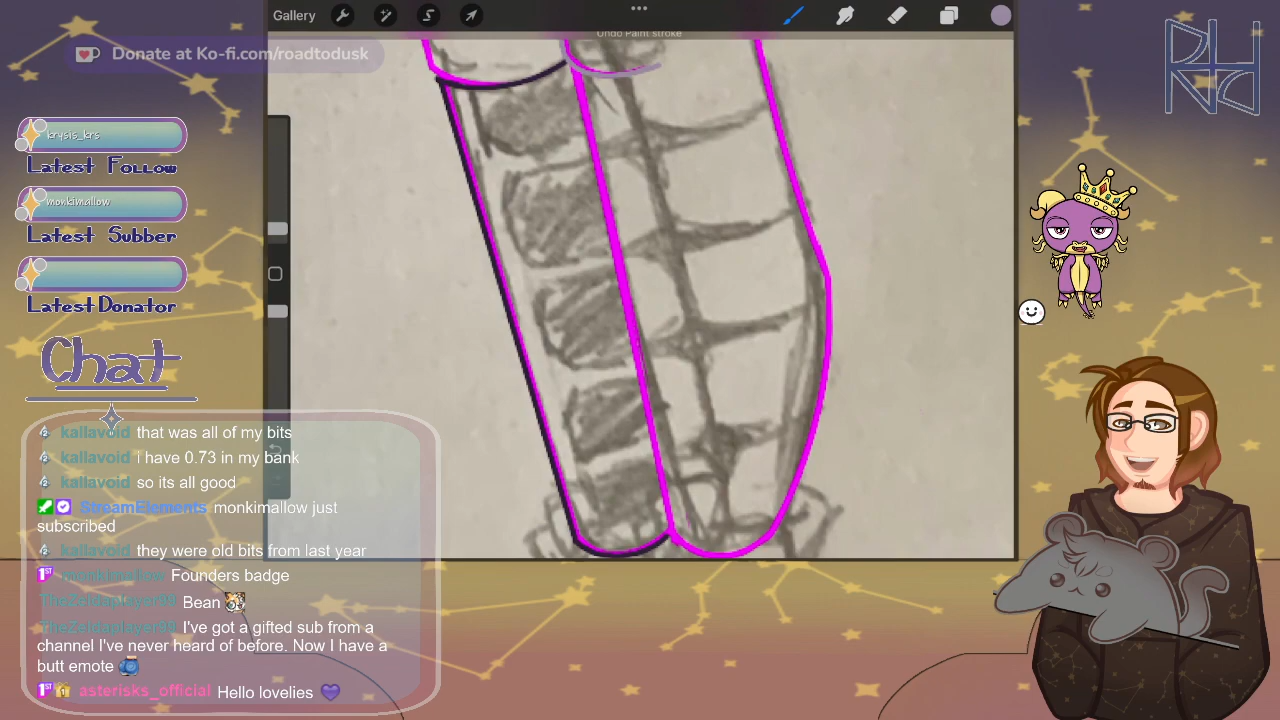 Gallery
Undo Paint stroke
Donate at Ko-fi.com/roadtodusk
krysis_krs
Latest Follow
monkimallow
Latest Subber
Latest Donator
Chat
kallavoid that was all of my bits
kallavoid i have 0.73 in my bank
kallavoid so its all good
StreamElements monkimallow just
subscribed
kallavoid they were old bits from last year
monkimallow Founders badge
Bean
I've got a gifted sub from a
channel I've never heard of before. Now I have a
butt emote
asterisks_official Hello lovelies